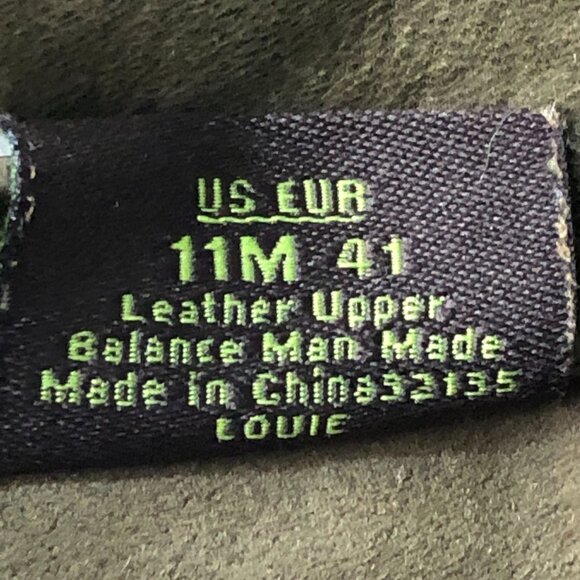 US EUR
11M 41
Leather Upper
Balance Man Made
Made in China32135
LOUIE